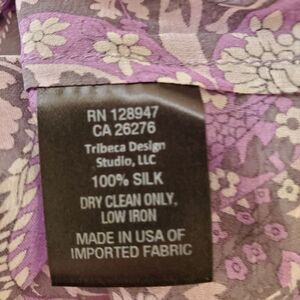 RN 128947
CA 26276
Tribeca Design
Studio, LLC
100% SILK
DRY CLEAN ONLY,
LOW IRON
MADE IN USA OF
IMPORTED FABRIC